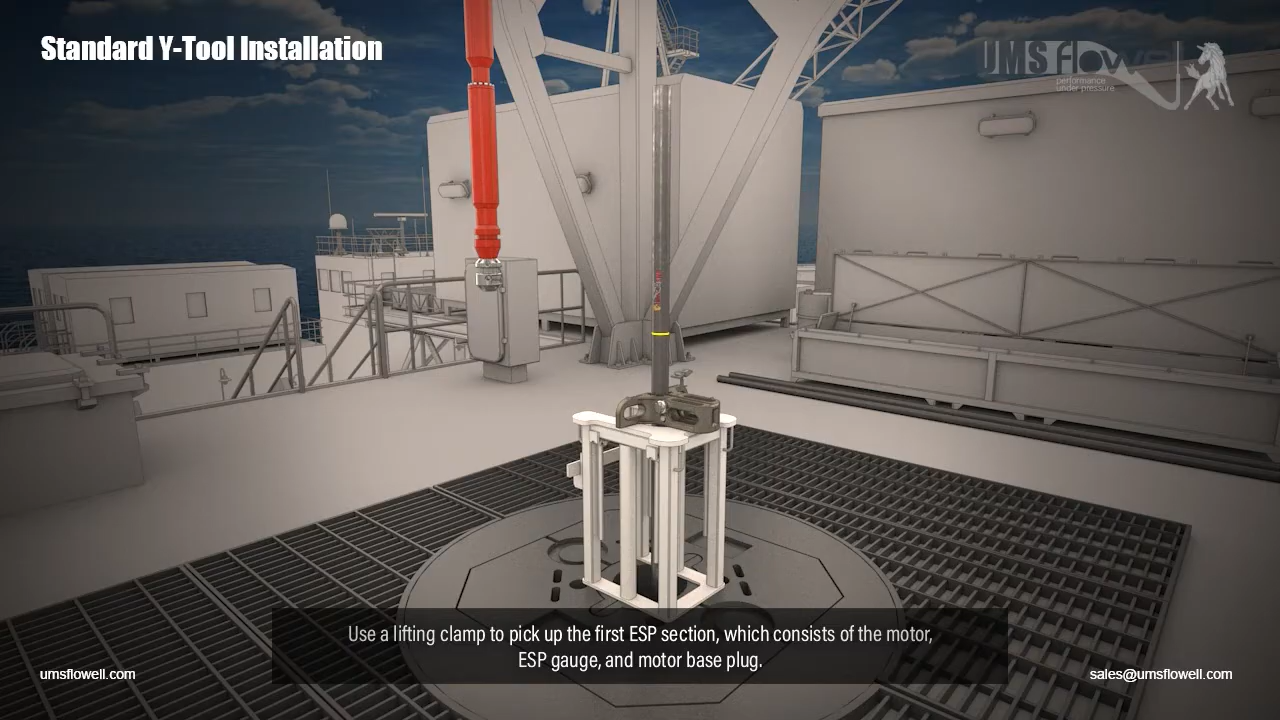 Standard Y-Tool Installation
UMS flowell
performance
under pressure
Use a lifting clamp to pick up the first ESP section, which consists of the motor,
ESP gauge, and motor base plug.
umsflowell.com
sales@umsflowell.com